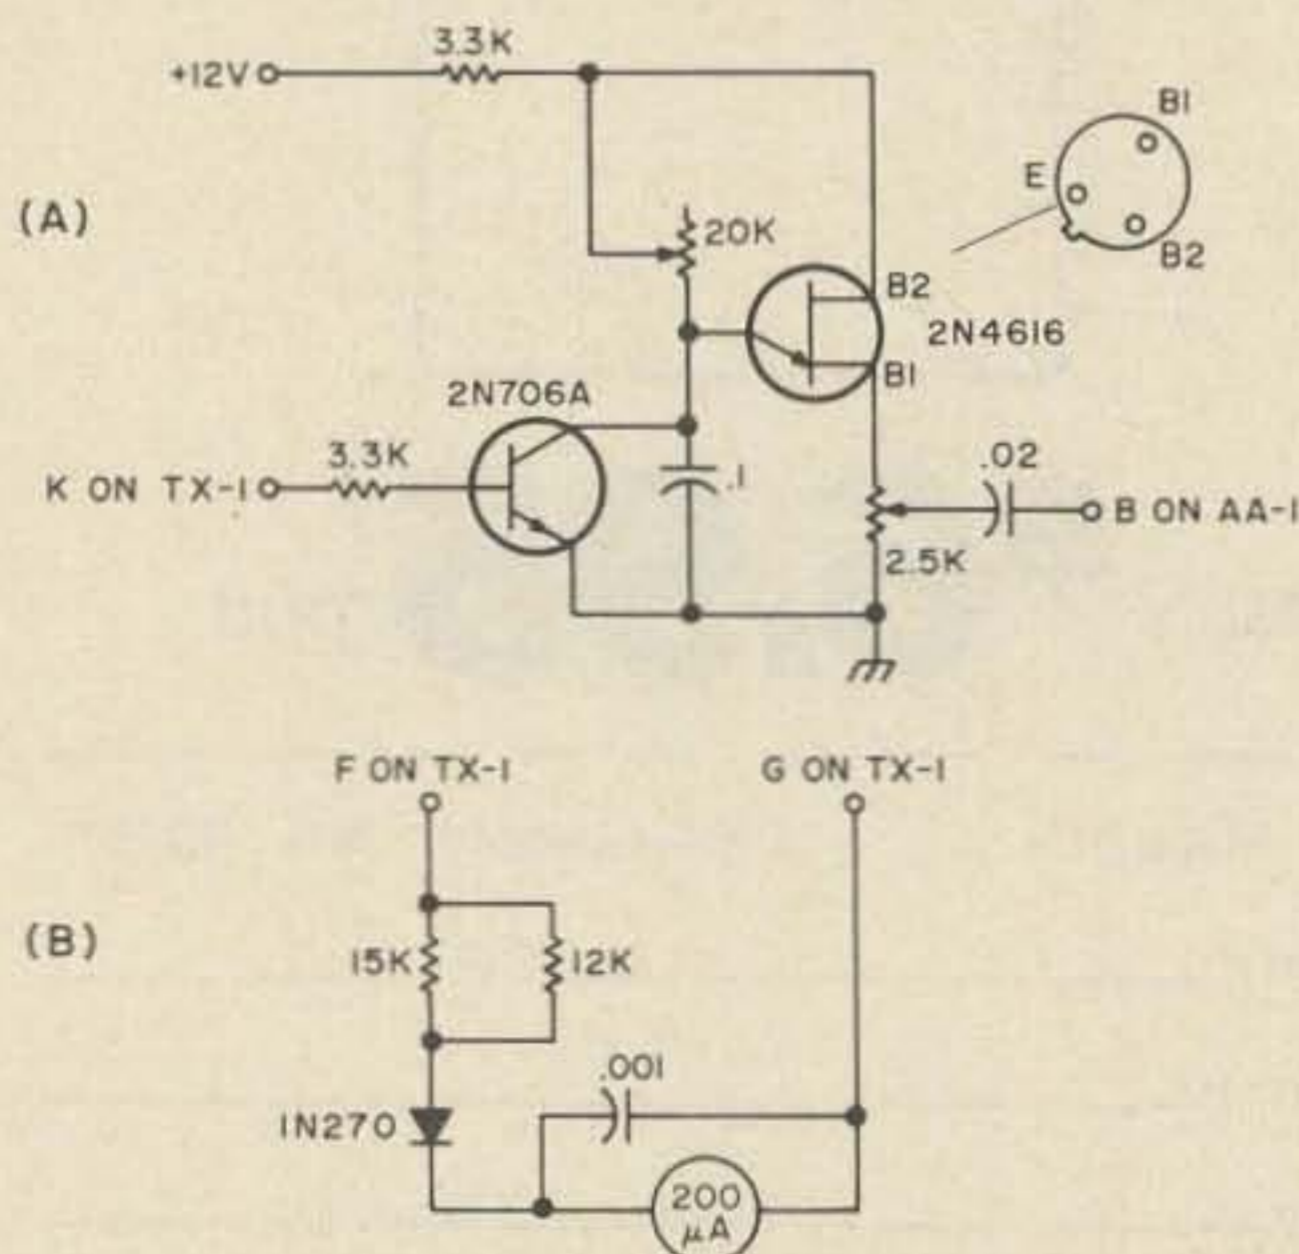 3.3K
+12V
B1
E
(A)
20K
B2
B2
2N4616
2N706A
B1
3.3K
.02
K ON TX-1
.1
B ON AA-1
2.5K
F ON TX-1
G ON TX-1
(B)
15K
12K
.001
1N270
200
μA